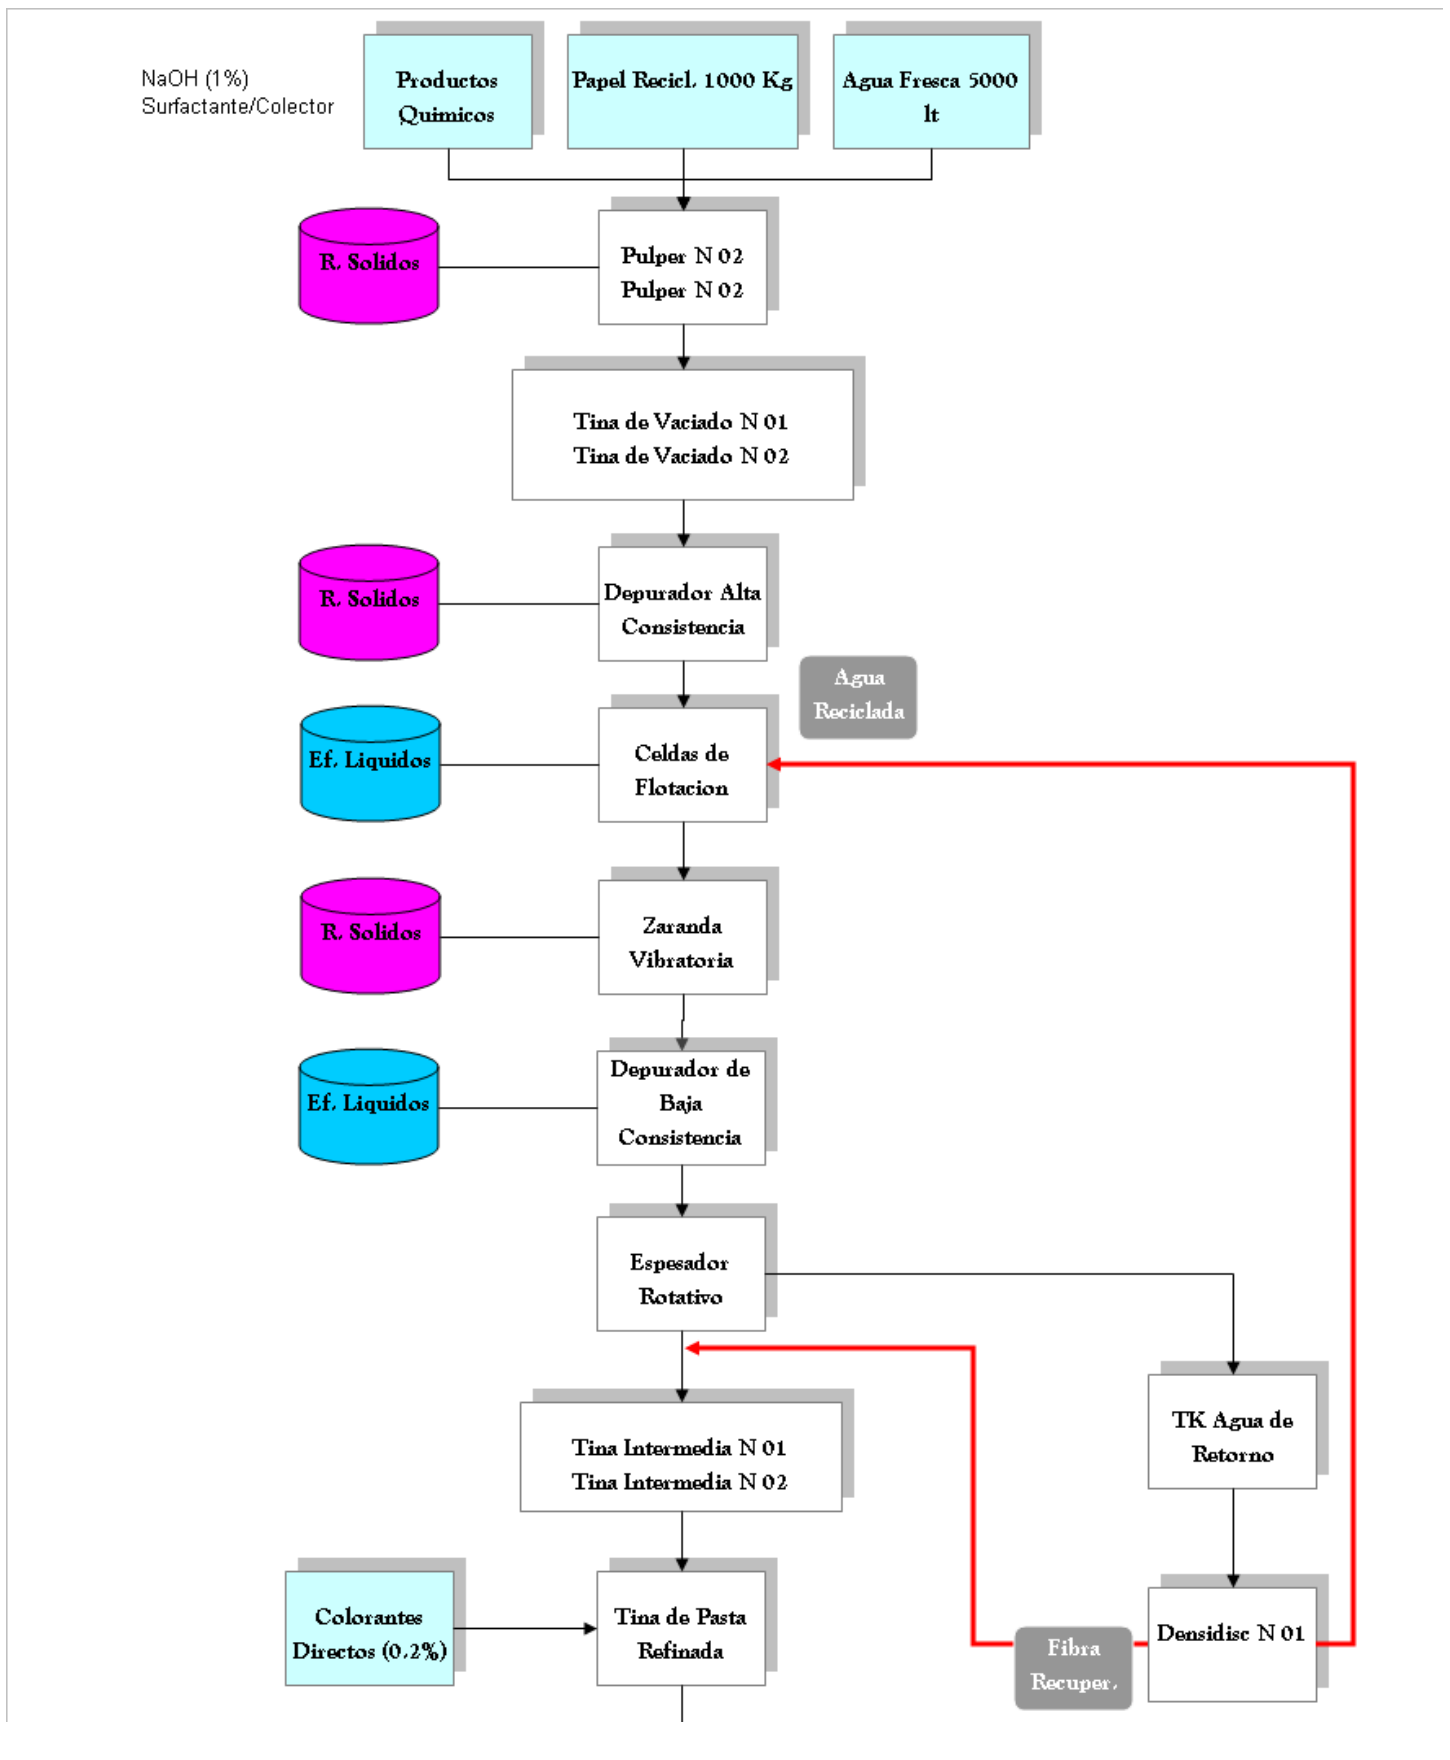 NaOH (1%)
Surfactante/Colector
Productos
Quimicos
Papel Recicl. 1000 Kg
Agua Fresca 5000
lt
R. Solidos
Pulper N 02
Pulper N 02
Tina de Vaciado N 01
Tina de Vaciado N 02
R. Solidos
Depurador Alta
Consistencia
Agua
Reciclada
Ef. Liquidos
Celdas de
Flotacion
R. Solidos
Zaranda
Vibratoria
Ef. Liquidos
Depurador de
Baja
Consistencia
Espesador
Rotativo
TK Agua de
Retorno
Tina Intermedia N 01
Tina Intermedia N 02
Colorantes
Directos (0.2%)
Tina de Pasta
Refinada
Fibra
Recuper.
Densidisc N 01